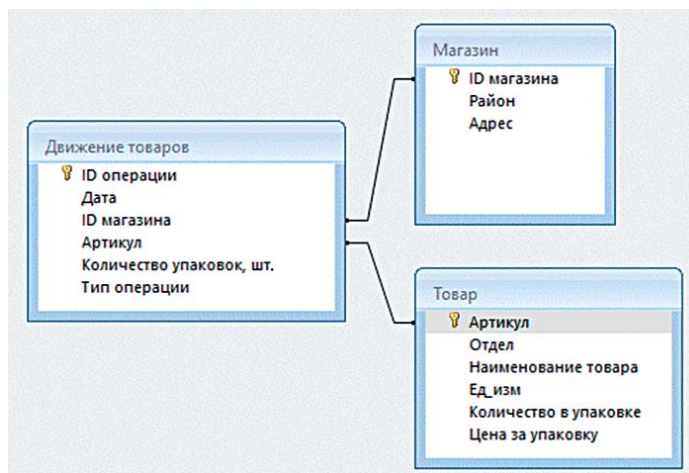 Магазин
ID магазина
Район
Адрес
Движение товаров
ID операции
Дата
ID магазина
Артикул
Количество упаковок, шт.
Тип операции
Товар
Артикул
Отдел
Наименование товара
Ед_изм
Количество в упаковке
Цена за упаковку